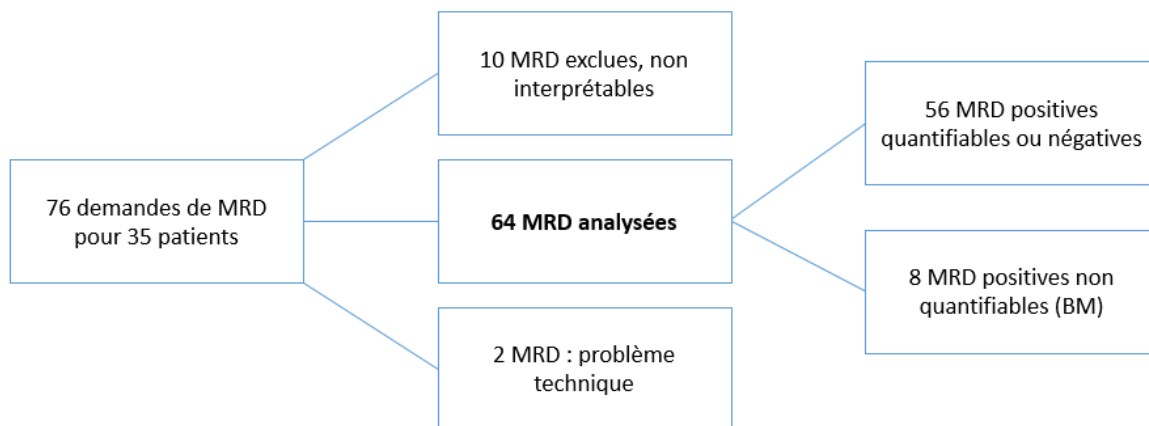 76 demandes de MRD
pour 35 patients
10 MRD exclues, non
interprétables
64 MRD analysées
2 MRD : problème
technique
56 MRD positives
quantifiables ou négatives
8 MRD positives non
quantifiables (BM)